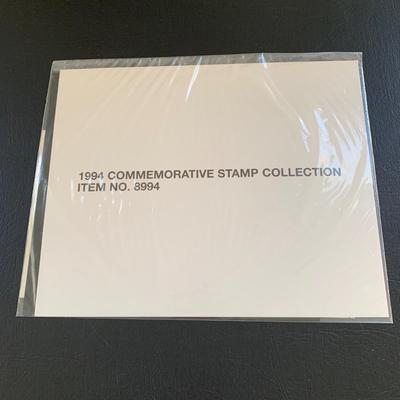 1994 COMMEMORATIVE STAMP COLLECTION
ITEM NO. 8994